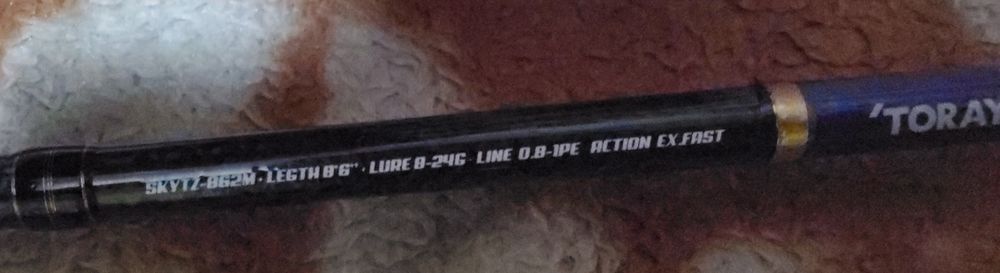 SKYTZ-862M · LEGTH 8'6" · LURE 8-24G · LINE 0.8-1PE ACTION EX.FAST
'TORAY